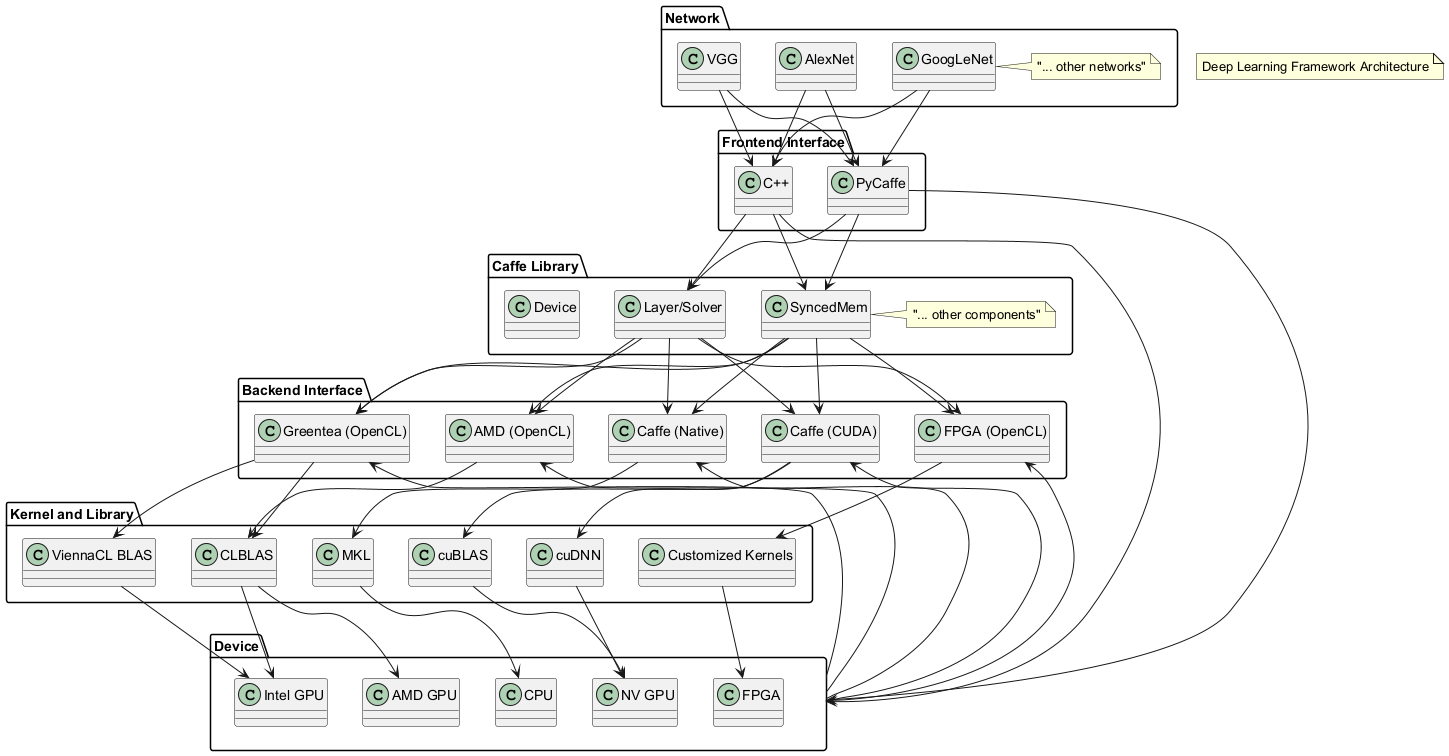 Network
C VGG
C AlexNet
C GoogLeNet
"... other networks"
Deep Learning Framework Architecture
Frontend Interface
C C++
C PyCaffe
Caffe Library
C Device
C Layer/Solver
C SyncedMem
"... other components"
Backend Interface
C Greentea (OpenCL)
C AMD (OpenCL)
C Caffe (Native)
C Caffe (CUDA)
C FPGA (OpenCL)
Kernel and Library
C ViennaCL BLAS
C CLBLAS
C MKL
C cuBLAS
C cuDNN
C Customized Kernels
Device
C Intel GPU
C AMD GPU
C CPU
C NV GPU
C FPGA